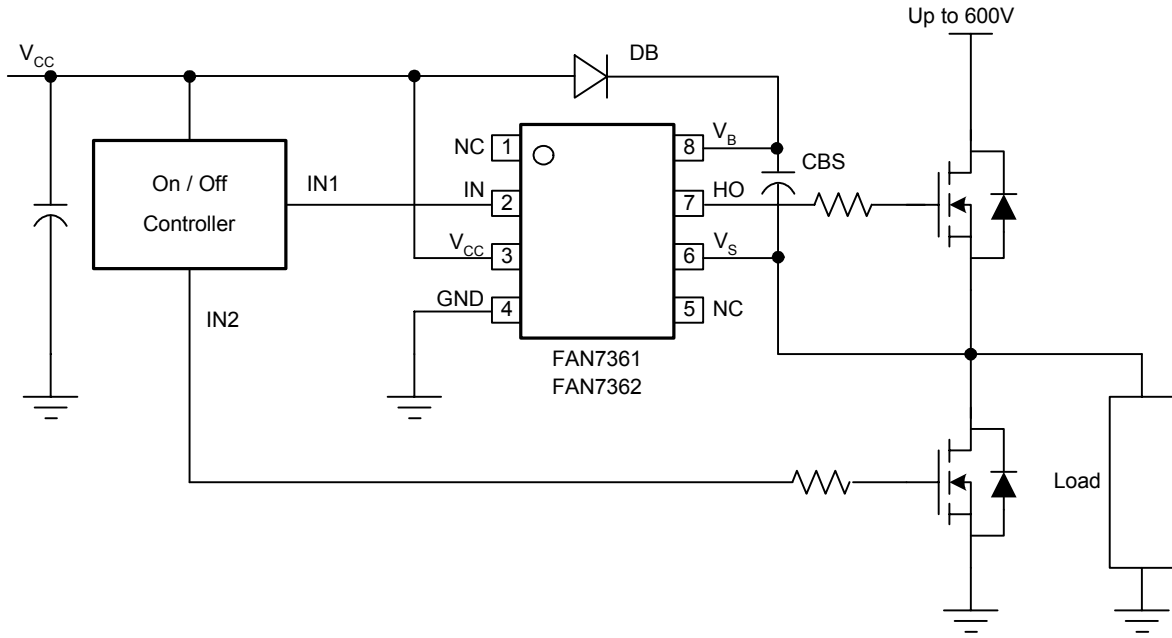 Up to 600V
VCC
DB
NC 1
8 VB
CBS
On / Off
Controller
IN1
IN 2
7 HO
VCC 3
6 VS
GND 4
5 NC
IN2
FAN7361
FAN7362
Load